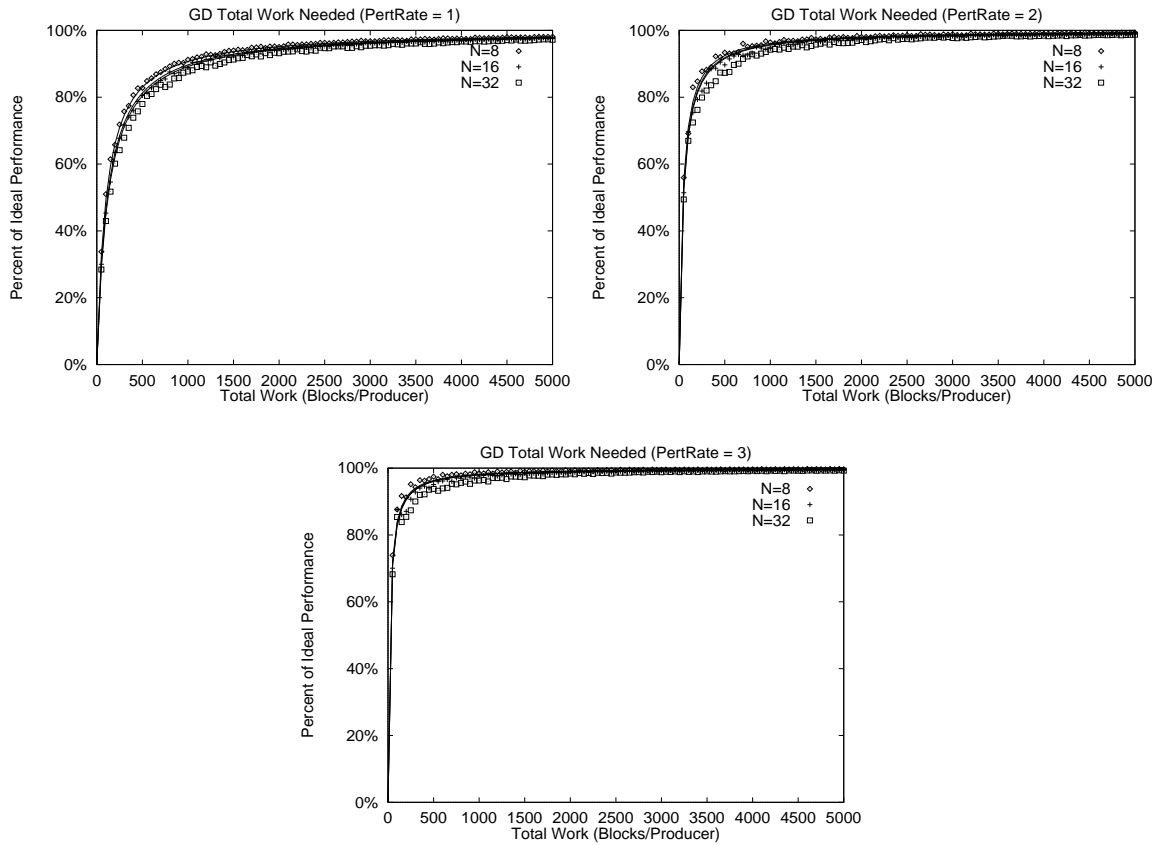 GD Total Work Needed (PertRate = 1)
100%
80%
60%
40%
20%
0%
Percent of Ideal Performance
N=8
N=16
N=32
0 500 1000 1500 2000 2500 3000 3500 4000 4500 5000
Total Work (Blocks/Producer)
GD Total Work Needed (PertRate = 2)
100%
80%
60%
40%
20%
0%
Percent of Ideal Performance
N=8
N=16
N=32
0 500 1000 1500 2000 2500 3000 3500 4000 4500 5000
Total Work (Blocks/Producer)
GD Total Work Needed (PertRate = 3)
100%
80%
60%
40%
20%
0%
Percent of Ideal Performance
N=8
N=16
N=32
0 500 1000 1500 2000 2500 3000 3500 4000 4500 5000
Total Work (Blocks/Producer)